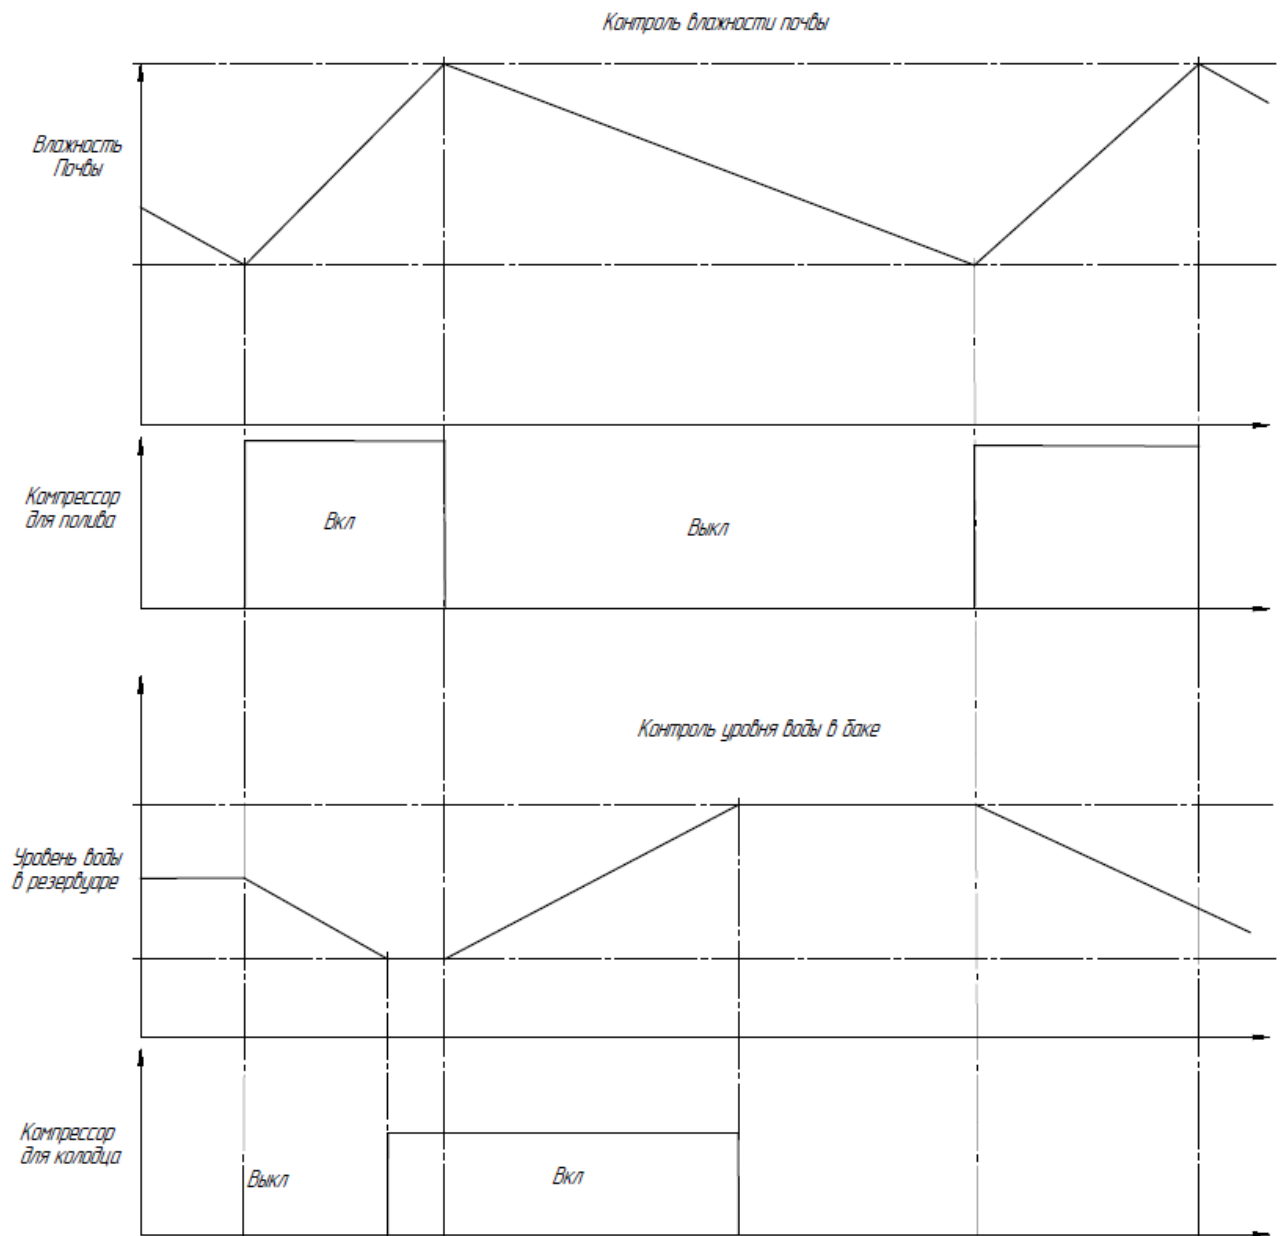 Контроль влажности почвы
Влажность
Почвы
Компрессор
для полива
Вкл
Выкл
Контроль уровня воды в баке
Уровень воды
в резервуаре
Компрессор
для колодца
Выкл
Вкл